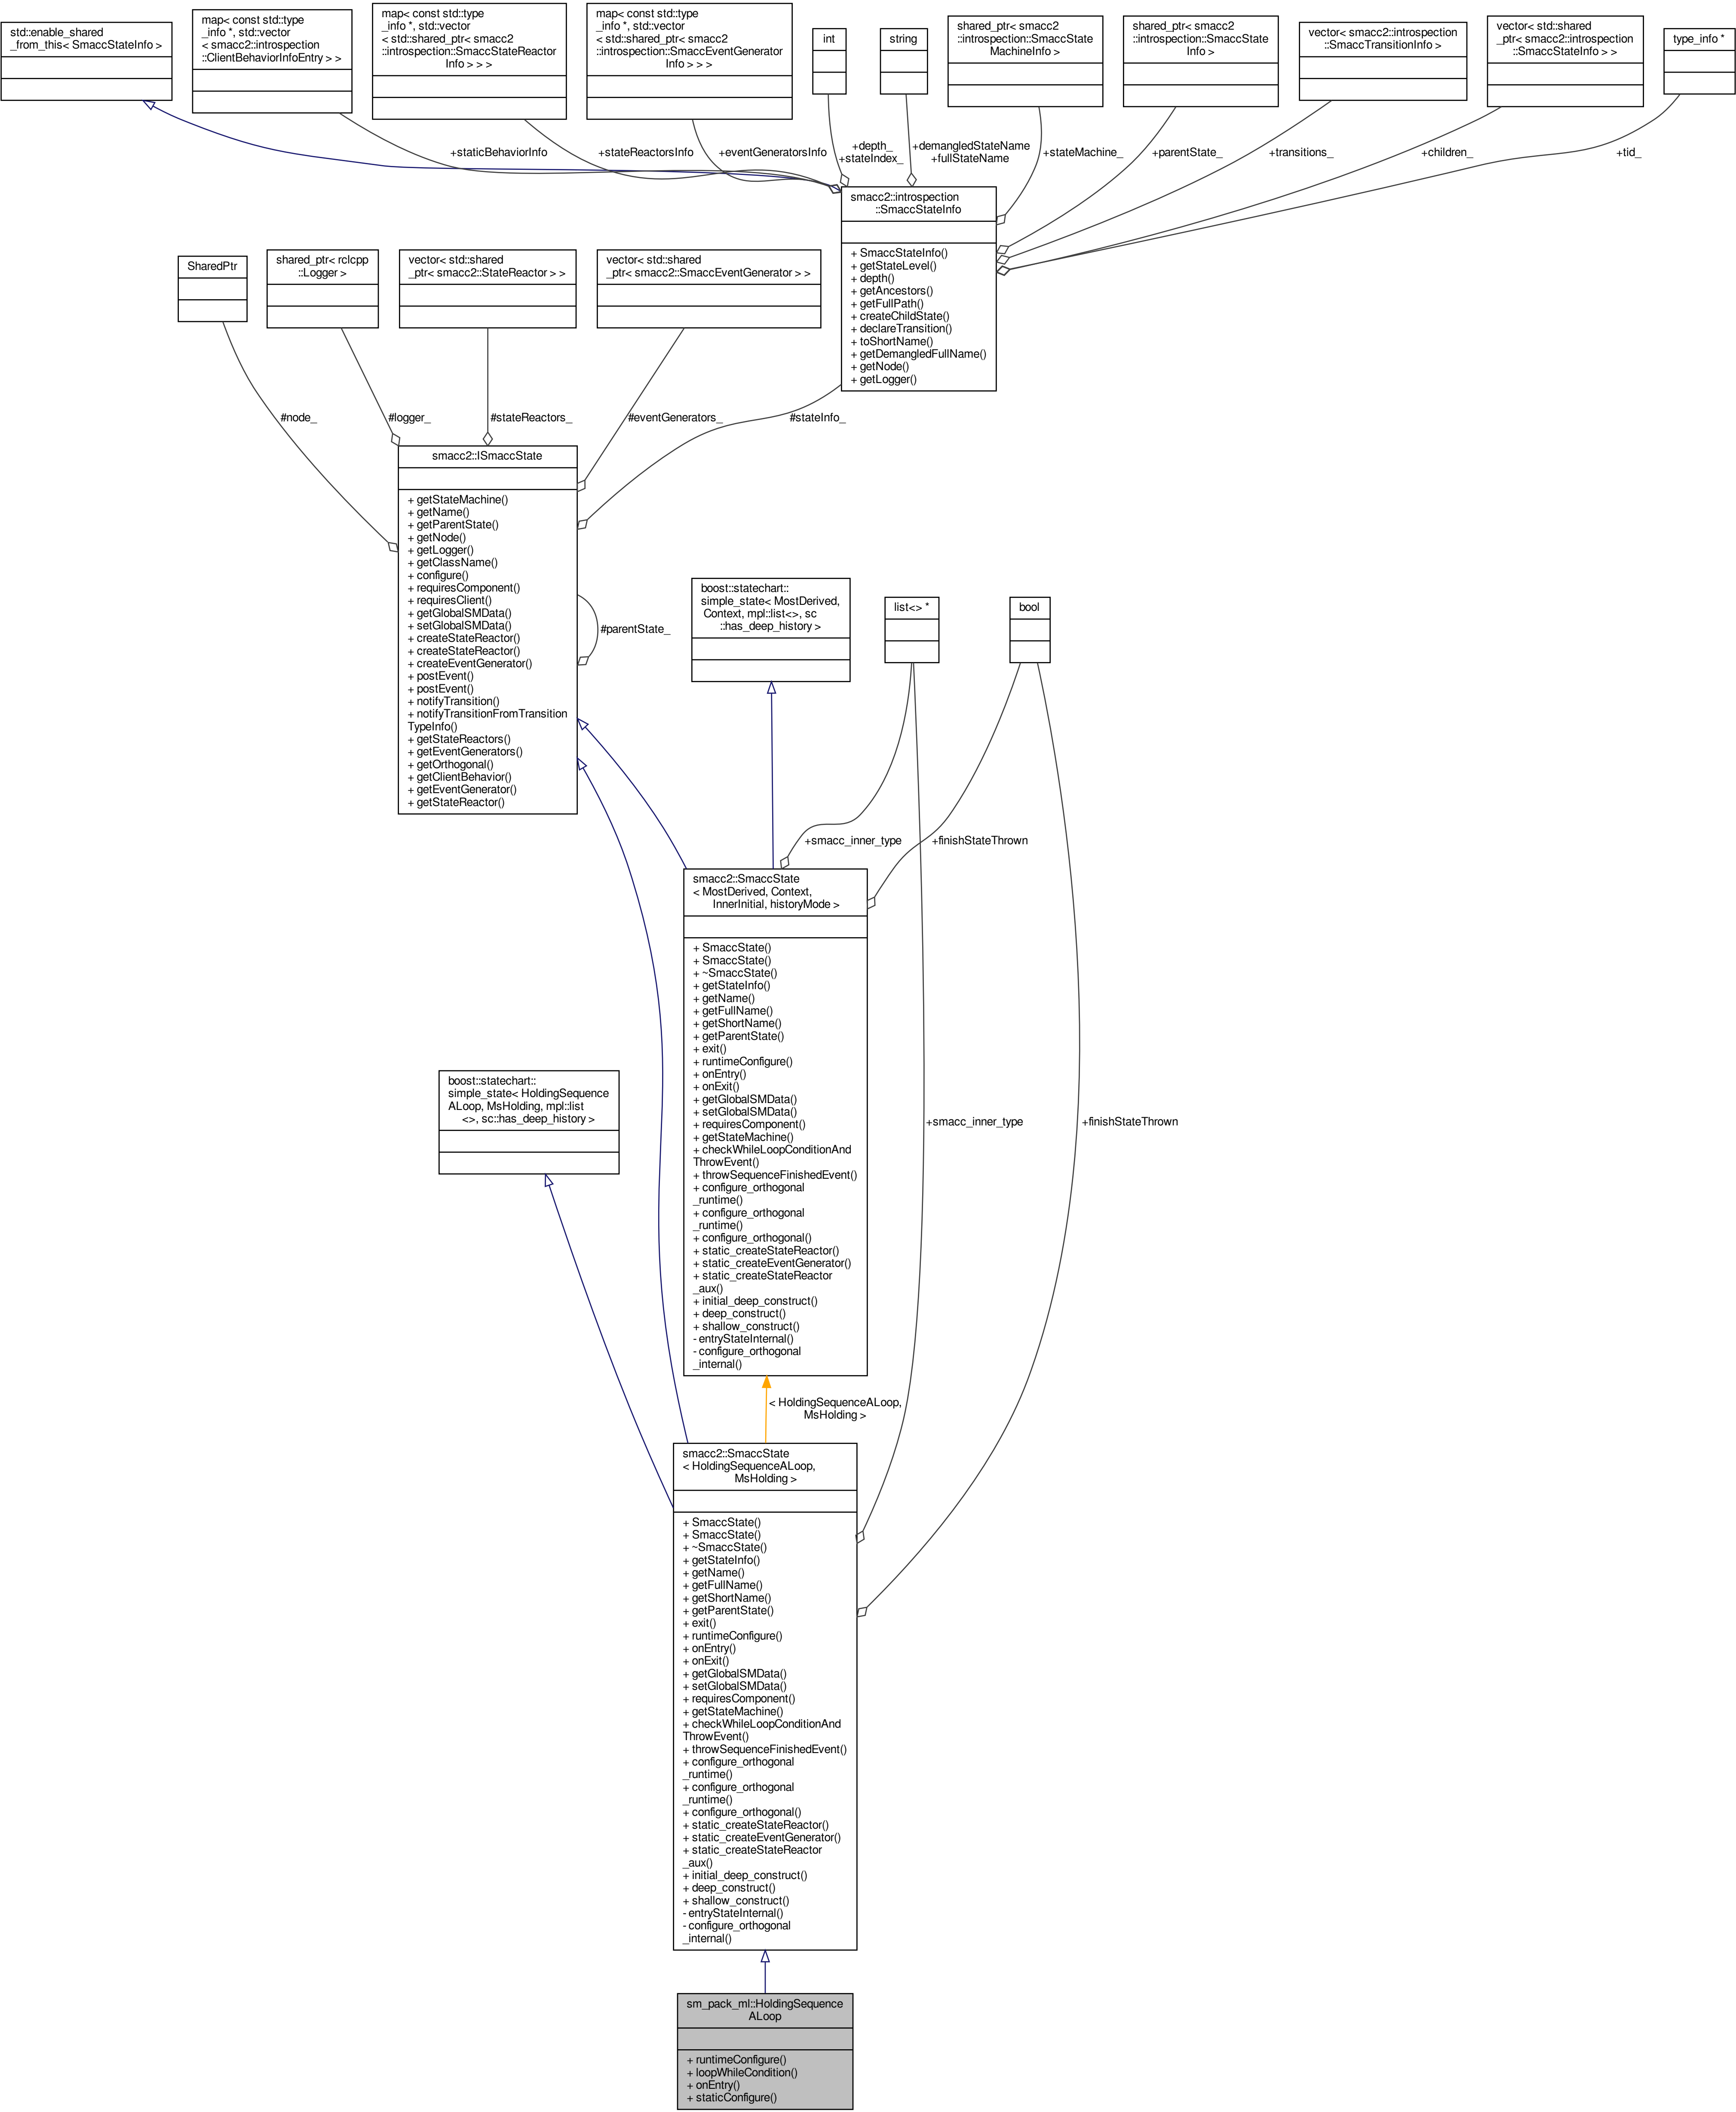 std::enable_shared
_from_this< SmaccStateInfo >
map< const std::type
_info *, std::vector
< smacc2::introspection
::ClientBehaviorInfoEntry > >
map< const std::type
_info *, std::vector
< std::shared_ptr< smacc2
::introspection::SmaccStateReactor
Info > > >
map< const std::type
_info *, std::vector
< std::shared_ptr< smacc2
::introspection::SmaccEventGenerator
Info > > >
int
string
shared_ptr< smacc2
::introspection::SmaccState
MachineInfo >
shared_ptr< smacc2
::introspection::SmaccState
Info >
vector< smacc2::introspection
::SmaccTransitionInfo >
vector< std::shared
_ptr< smacc2::introspection
::SmaccStateInfo > >
type_info *
+staticBehaviorInfo
+stateReactorsInfo
+eventGeneratorsInfo
+depth_
+stateIndex_
+demangledStateName
+fullStateName
+stateMachine_
+parentState_
+transitions_
+children_
+tid_
smacc2::introspection
::SmaccStateInfo
+ SmaccStateInfo()
+ getStateLevel()
+ depth()
+ getAncestors()
+ getFullPath()
+ createChildState()
+ declareTransition()
+ toShortName()
+ getDemangledFullName()
+ getNode()
+ getLogger()
SharedPtr
shared_ptr< rclcpp
::Logger >
vector< std::shared
_ptr< smacc2::StateReactor > >
vector< std::shared
_ptr< smacc2::SmaccEventGenerator > >
#node_
#logger_
#stateReactors_
#eventGenerators_
#stateInfo_
smacc2::ISmaccState
+ getStateMachine()
+ getName()
+ getParentState()
+ getNode()
+ getLogger()
+ getClassName()
+ configure()
+ requiresComponent()
+ requiresClient()
+ getGlobalSMData()
+ setGlobalSMData()
+ createStateReactor()
+ createStateReactor()
+ createEventGenerator()
+ postEvent()
+ postEvent()
+ notifyTransition()
+ notifyTransitionFromTransition
TypeInfo()
+ getStateReactors()
+ getEventGenerators()
+ getOrthogonal()
+ getClientBehavior()
+ getEventGenerator()
+ getStateReactor()
#parentState_
boost::statechart::
simple_state< MostDerived,
Context, mpl::list<>, sc
::has_deep_history >
list<> *
bool
+smacc_inner_type
+finishStateThrown
smacc2::SmaccState
< MostDerived, Context,
InnerInitial, historyMode >
+ SmaccState()
+ SmaccState()
+ ~SmaccState()
+ getStateInfo()
+ getName()
+ getFullName()
+ getShortName()
+ getParentState()
+ exit()
+ runtimeConfigure()
+ onEntry()
+ onExit()
+ getGlobalSMData()
+ setGlobalSMData()
+ requiresComponent()
+ getStateMachine()
+ checkWhileLoopConditionAnd
ThrowEvent()
+ throwSequenceFinishedEvent()
+ configure_orthogonal
_runtime()
+ configure_orthogonal
_runtime()
+ configure_orthogonal()
+ static_createStateReactor()
+ static_createEventGenerator()
+ static_createStateReactor
_aux()
+ initial_deep_construct()
+ deep_construct()
+ shallow_construct()
- entryStateInternal()
- configure_orthogonal
_internal()
boost::statechart::
simple_state< HoldingSequence
ALoop, MsHolding, mpl::list
<>, sc::has_deep_history >
+smacc_inner_type
+finishStateThrown
< HoldingSequenceALoop,
MsHolding >
smacc2::SmaccState
< HoldingSequenceALoop,
MsHolding >
+ SmaccState()
+ SmaccState()
+ ~SmaccState()
+ getStateInfo()
+ getName()
+ getFullName()
+ getShortName()
+ getParentState()
+ exit()
+ runtimeConfigure()
+ onEntry()
+ onExit()
+ getGlobalSMData()
+ setGlobalSMData()
+ requiresComponent()
+ getStateMachine()
+ checkWhileLoopConditionAnd
ThrowEvent()
+ throwSequenceFinishedEvent()
+ configure_orthogonal
_runtime()
+ configure_orthogonal
_runtime()
+ configure_orthogonal()
+ static_createStateReactor()
+ static_createEventGenerator()
+ static_createStateReactor
_aux()
+ initial_deep_construct()
+ deep_construct()
+ shallow_construct()
- entryStateInternal()
- configure_orthogonal
_internal()
sm_pack_ml::HoldingSequence
ALoop
+ runtimeConfigure()
+ loopWhileCondition()
+ onEntry()
+ staticConfigure()